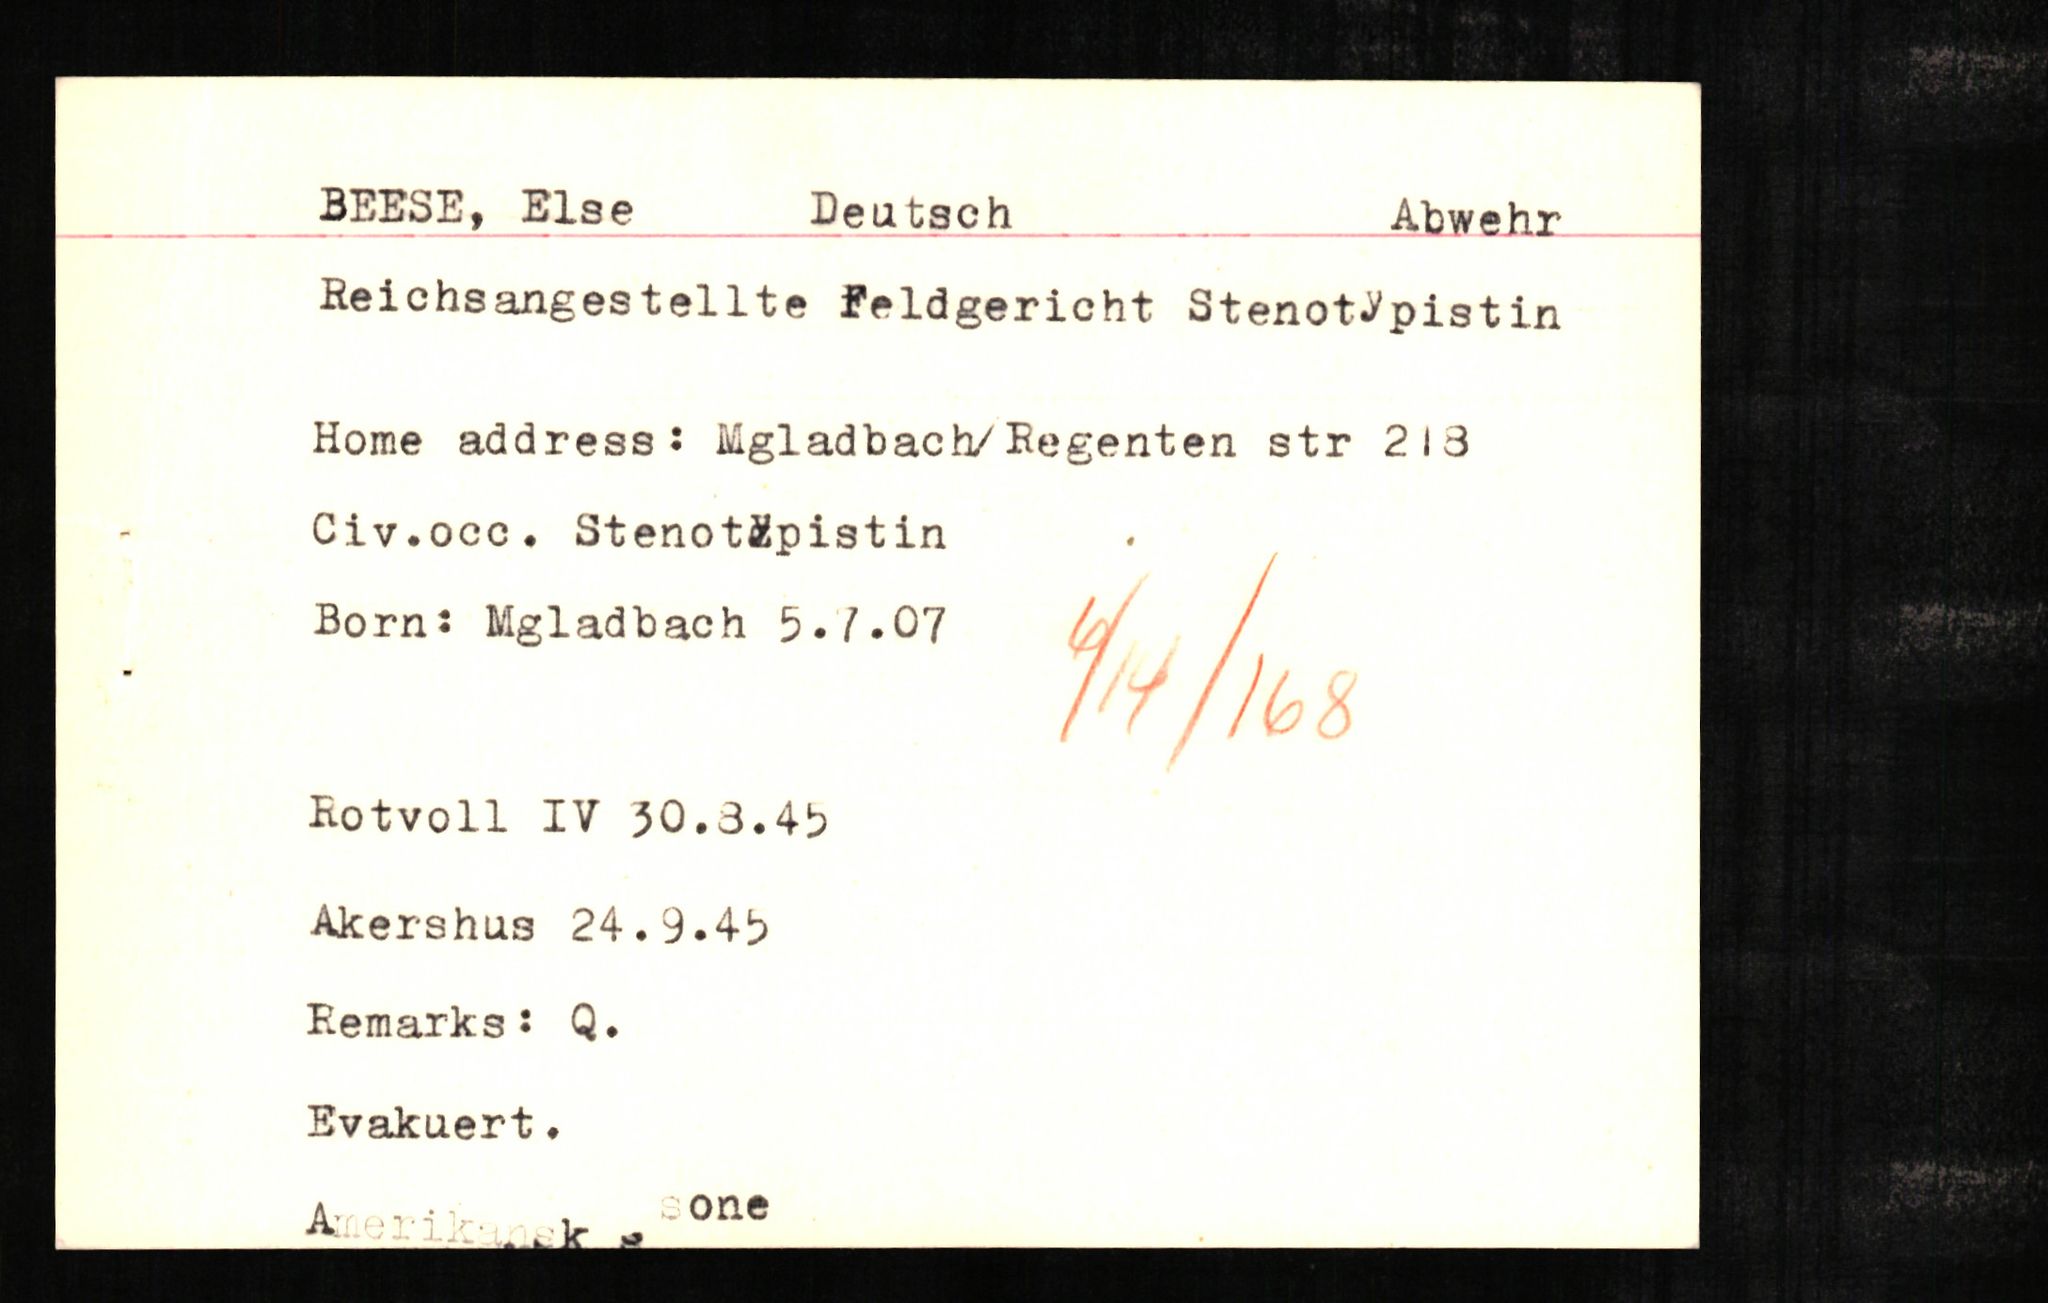 BEESE, Else Deutsch Abwehr
Reichsangestellte Feldgericht Stenotypistin
Home address: Mgladbach/Regenten str 218
Civ.occ. Stenotypistin
Born: Mgladbach 5.7.07
6/14/168
Rotvoll IV 30.8.45
Akershus 24.9.45
Remarks: Q.
Evakuert.
Amerikansk sone